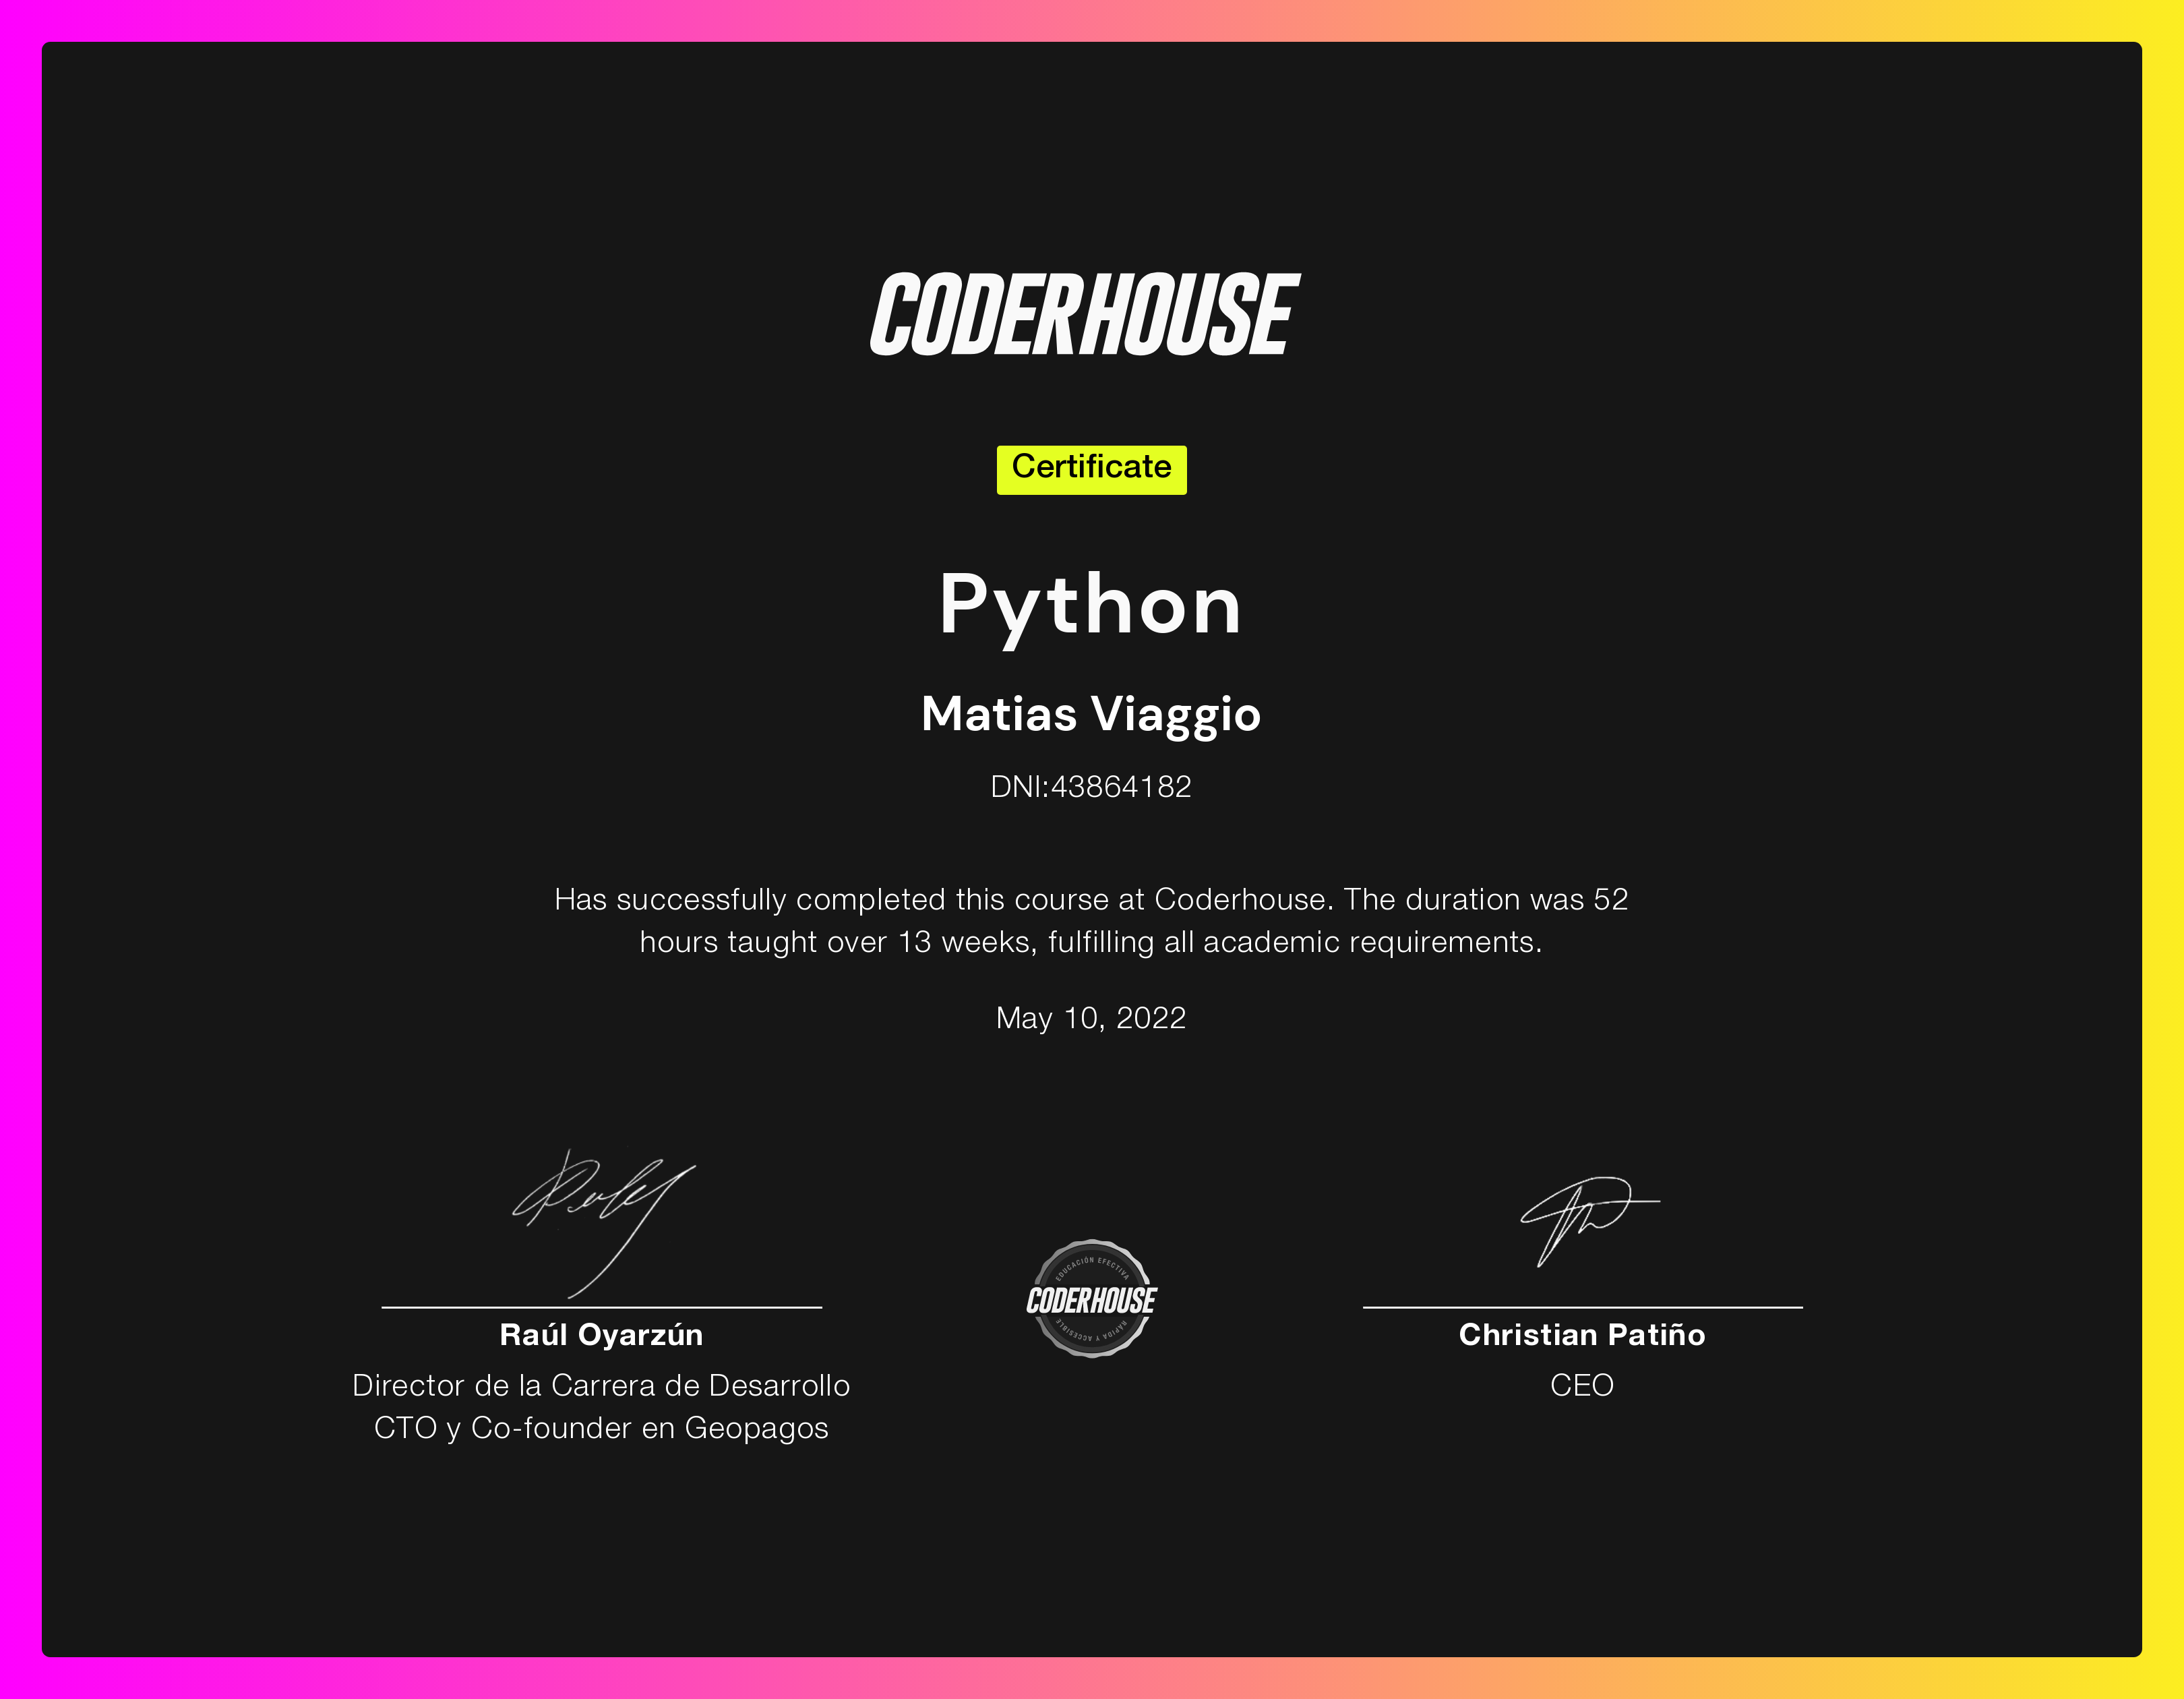 CODERHOUSE
Certificate
Python
Matias Viaggio
DNI:43864182
Has successfully completed this course at Coderhouse. The duration was 52
hours taught over 13 weeks, fulfilling all academic requirements.
May 10, 2022
EDUCACIÓN EFECTIVA
CODERHOUSE
RÁPIDA Y ACCESIBLE
Raúl Oyarzún
Director de la Carrera de Desarrollo
CTO y Co-founder en Geopagos
Christian Patiño
CEO